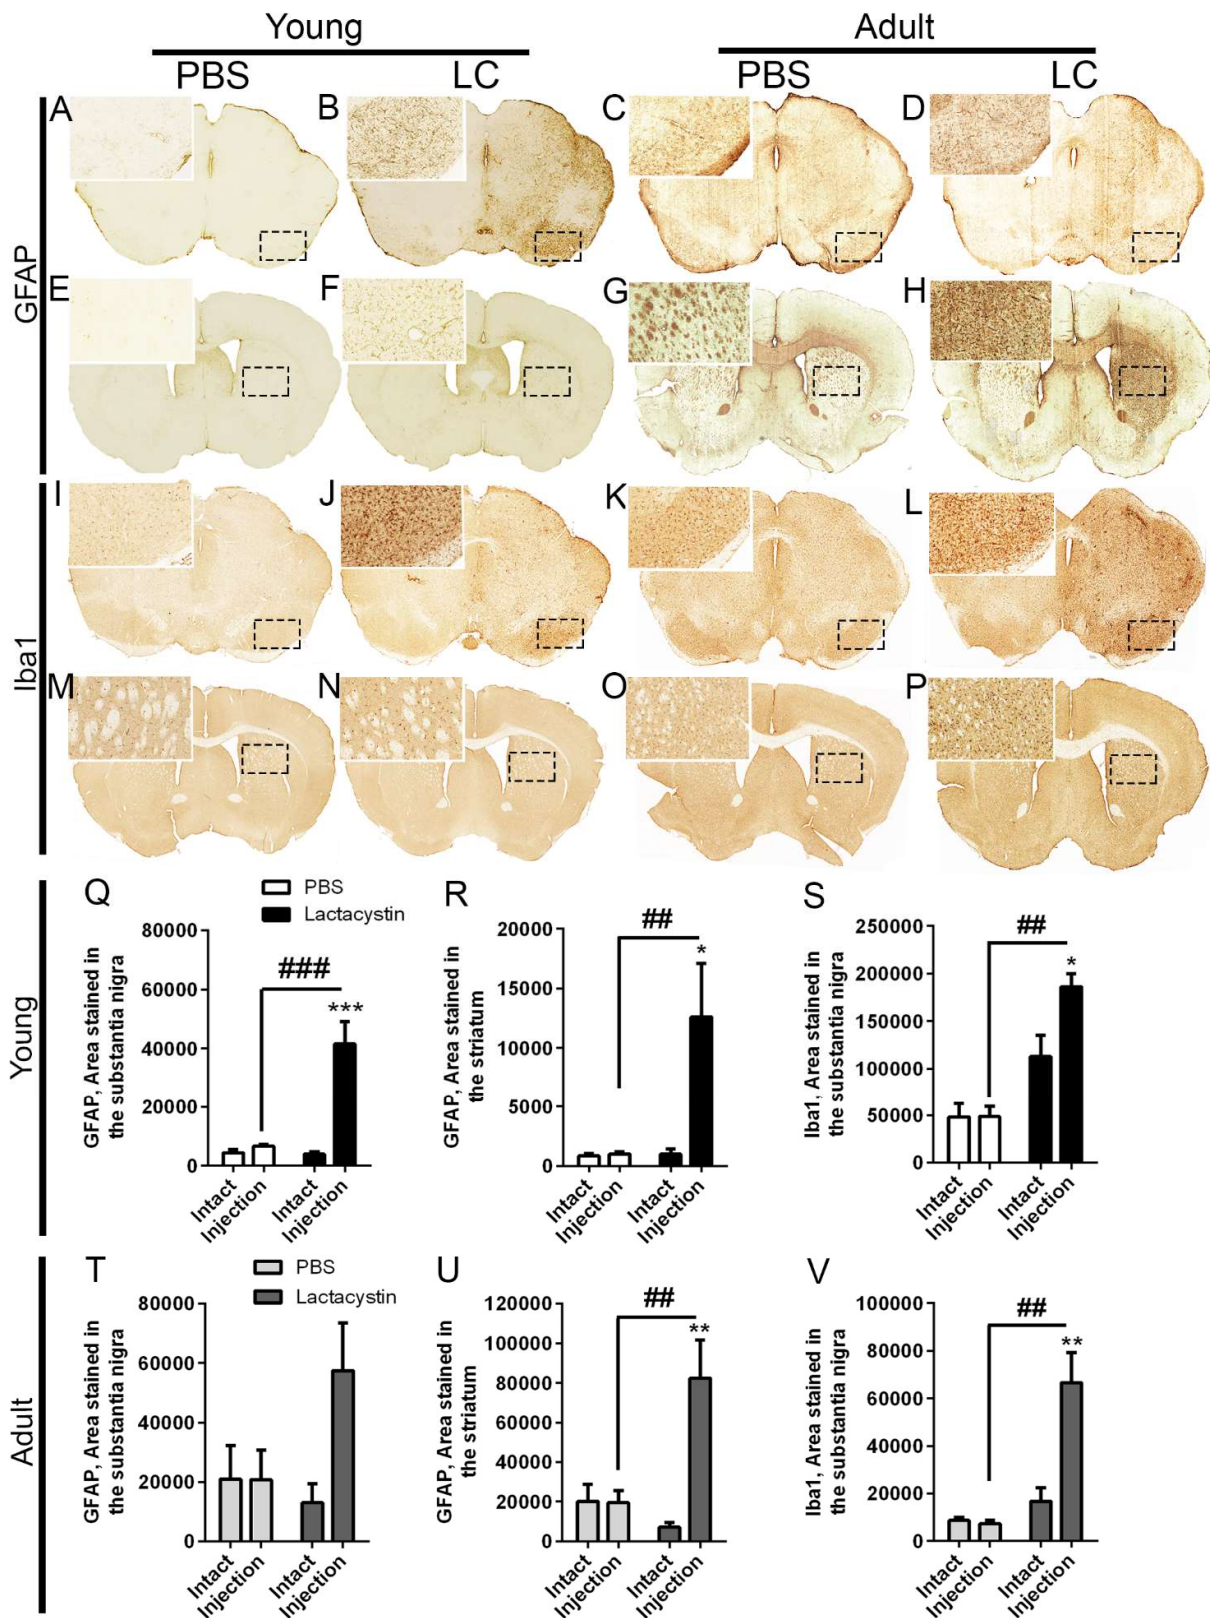 Young
Adult
PBS
LC
PBS
LC
GFAP
A
B
C
D
E
F
G
H
Iba1
I
J
K
L
M
N
O
P
Young
Q
PBS
Lactacystin
GFAP, Area stained in
the substantia nigra
80000
60000
40000
20000
0
###
***
Intact
Injection
Intact
Injection
R
GFAP, Area stained in
the striatum
20000
15000
10000
5000
0
##
*
Intact
Injection
Intact
Injection
S
Iba1, Area stained in
the substantia nigra
250000
200000
150000
100000
50000
0
##
*
Intact
Injection
Intact
Injection
Adult
T
PBS
Lactacystin
GFAP, Area stained in
the substantia nigra
80000
60000
40000
20000
0
Intact
Injection
Intact
Injection
U
GFAP, Area stained in
the striatum
120000
100000
80000
60000
40000
20000
0
##
**
Intact
Injection
Intact
Injection
V
Iba1, Area stained in
the substantia nigra
100000
80000
60000
40000
20000
0
##
**
Intact
Injection
Intact
Injection